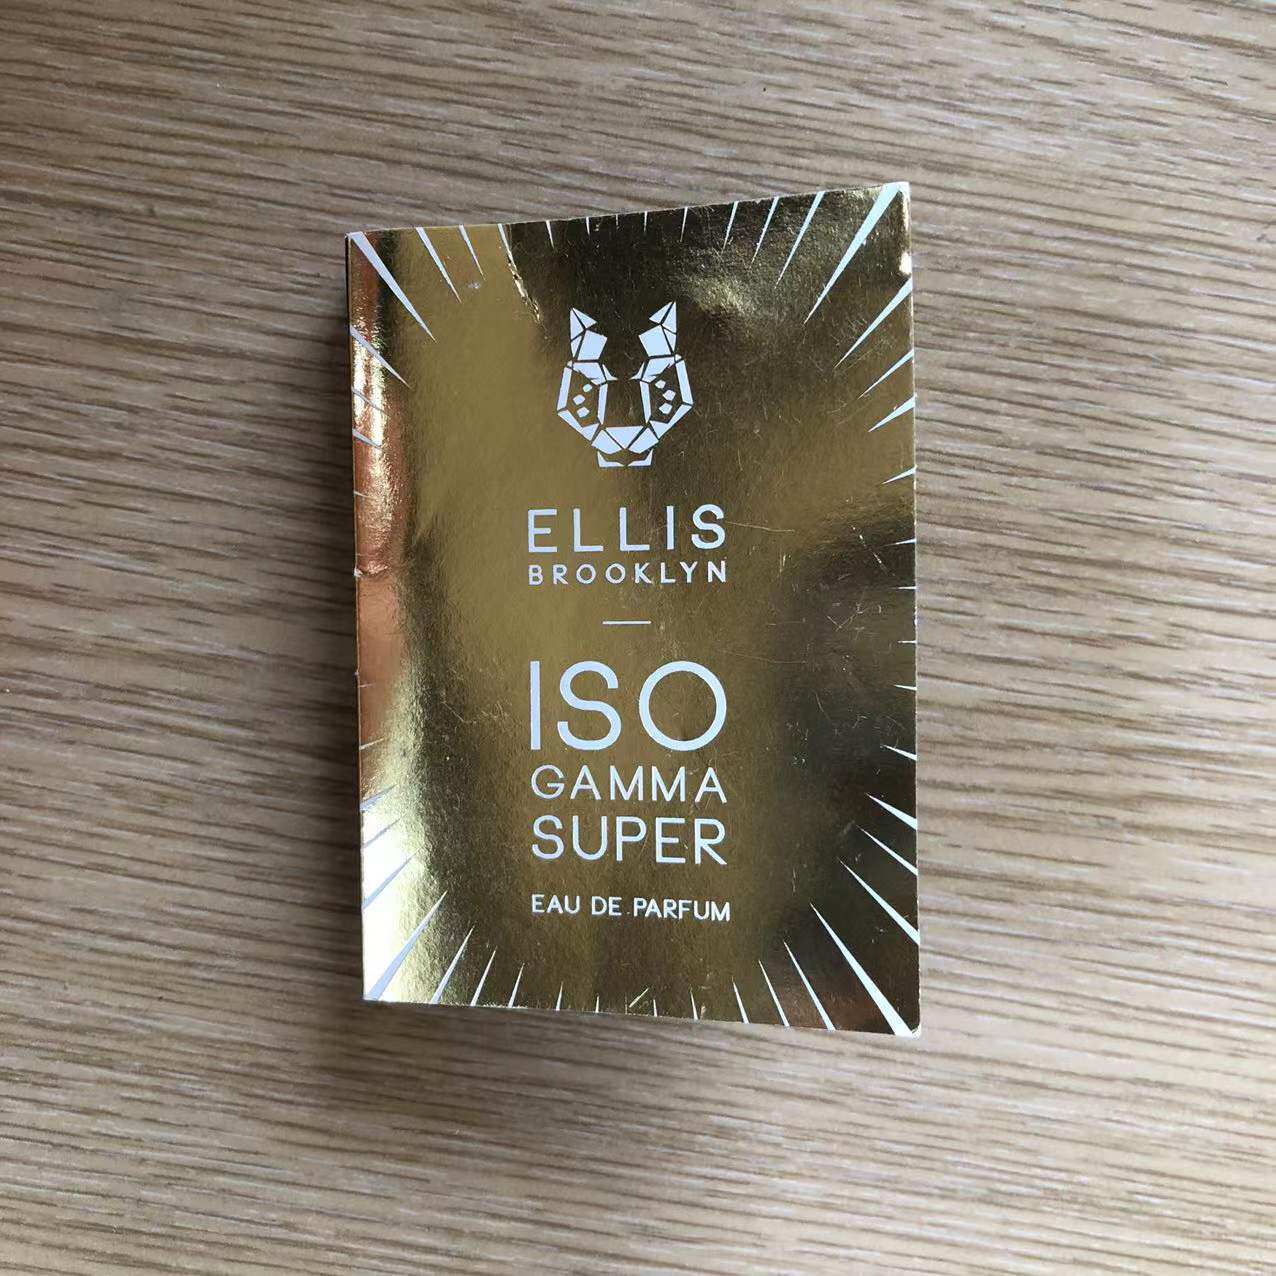 ELLIS
BROOKLYN
ISO
GAMMA
SUPER
EAU DE PARFUM